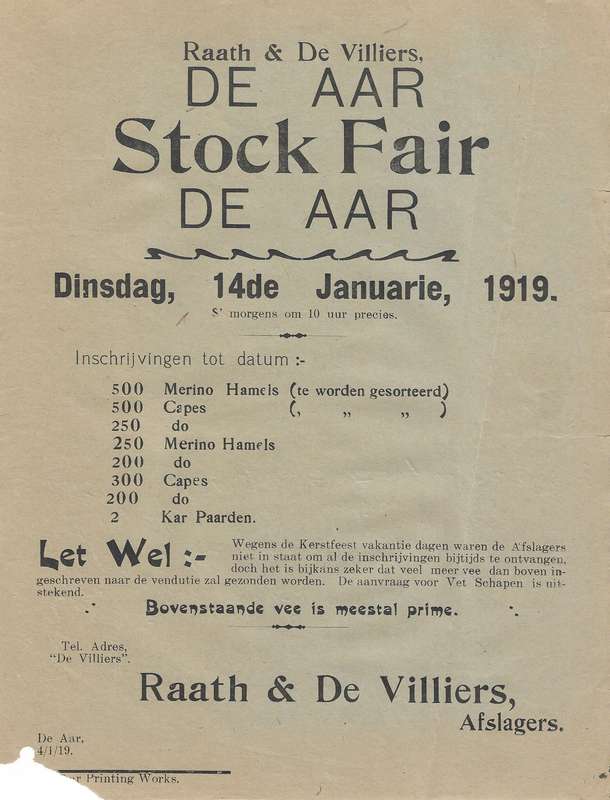 Raath & De Villiers,
DE AAR
Stock Fair
DE AAR
Dinsdag, 14de Januarie, 1919.
S' morgens om 10 uur precies.
Inschrijvingen tot datum :-
500 Merino Hamels (te worden gesorteerd)
500 Capes (, „ „ )
250 do
250 Merino Hamels
200 do
300 Capes
200 do
2 Kar Paarden.
Let Wel :- Wegens de Kerstfeest vakantie dagen waren de Afslagers
niet in staat om al de inschrijvingen bijtijds te ontvangen,
doch het is bijkans zeker dat veel meer vee dan boven in-
geschreven naar de vendutie zal gezonden worden. De aanvraag voor Vet Schapen is uit-
stekend.
Bovenstaande vee is meestal prime.
Tel. Adres,
"De Villiers".
Raath & De Villiers,
Afslagers.
De Aar,
4/1/19.
Printing Works.